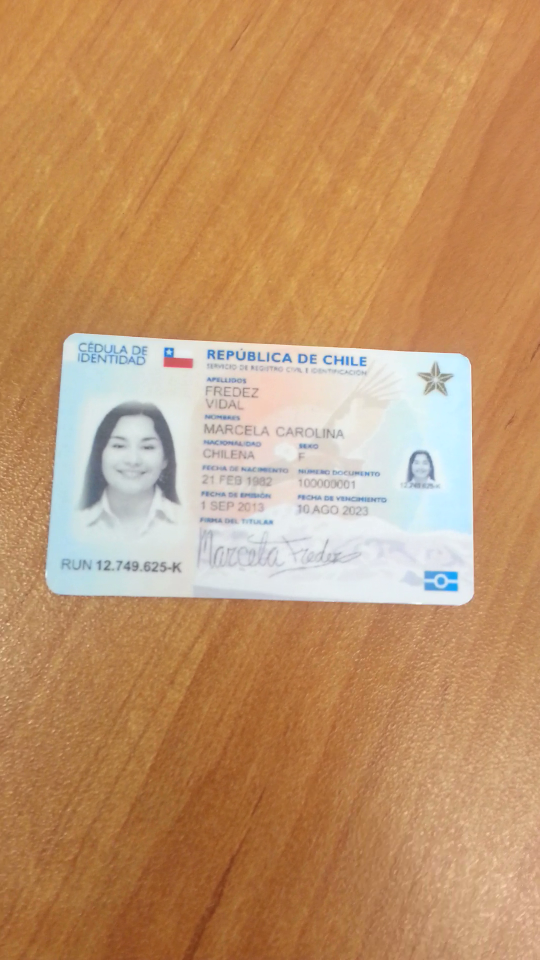 CÉDULA DE
IDENTIDAD
REPÚBLICA DE CHILE
SERVICIO DE REGISTRO CIVIL E IDENTIFICACIÓN
APELLIDOS
FREDEZ
VIDAL
NOMBRES
MARCELA CAROLINA
NACIONALIDAD SEXO
CHILENA F
FECHA DE NACIMIENTO NÚMERO DOCUMENTO
21 FEB 1982 100000001
FECHA DE EMISIÓN FECHA DE VENCIMIENTO
1 SEP 2013 10 AGO 2023
FIRMA DEL TITULAR
Marcela Fredez
RUN 12.749.625-K